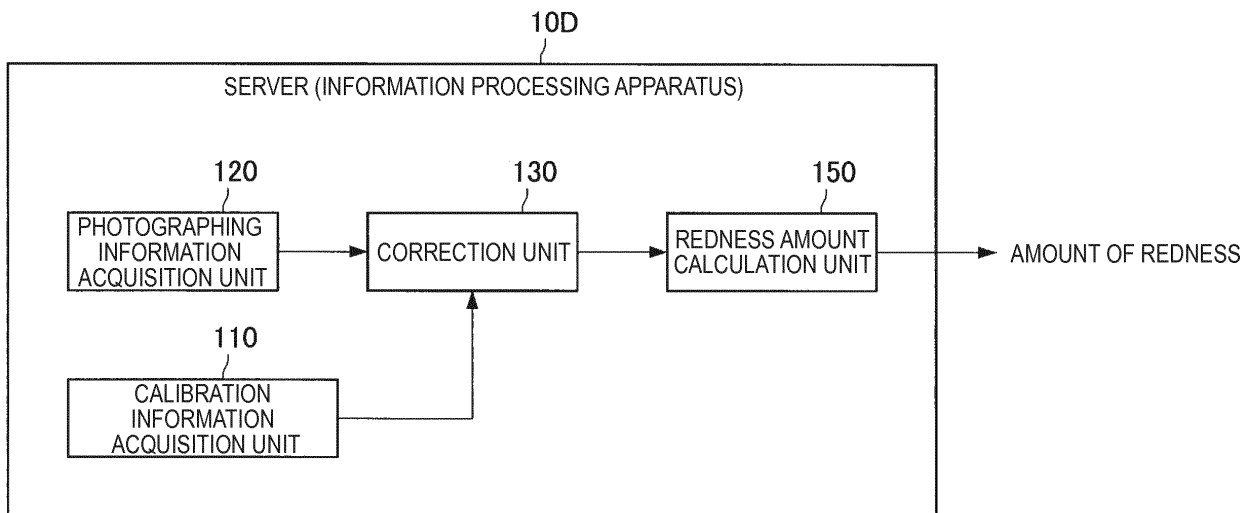 10D
SERVER (INFORMATION PROCESSING APPARATUS)
120
PHOTOGRAPHING
INFORMATION
ACQUISITION UNIT
130
CORRECTION UNIT
150
REDNESS AMOUNT
CALCULATION UNIT
AMOUNT OF REDNESS
110
CALIBRATION
INFORMATION
ACQUISITION UNIT